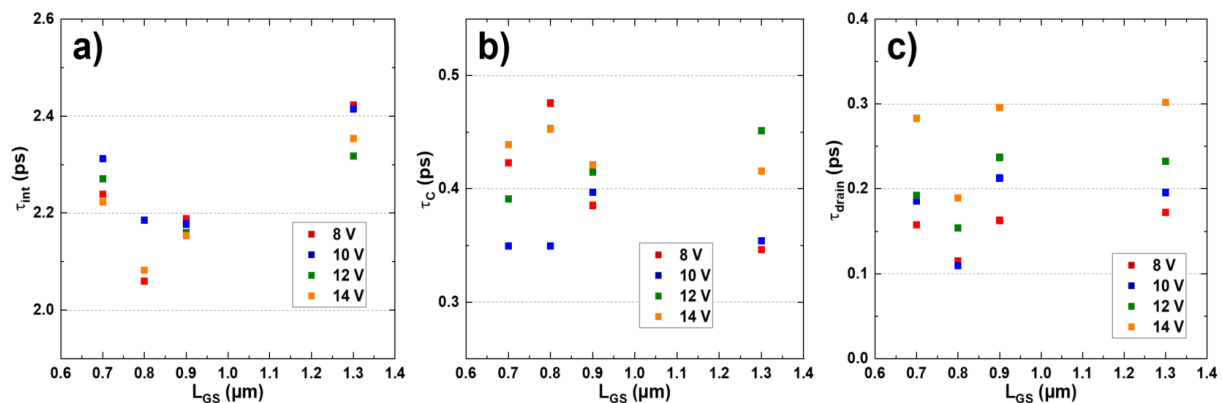 a)
τint (ps)
2.6
2.4
2.2
2.0
8 V
10 V
12 V
14 V
0.6 0.7 0.8 0.9 1.0 1.1 1.2 1.3 1.4
LGS (µm)
b)
τC (ps)
0.5
0.4
0.3
8 V
10 V
12 V
14 V
0.6 0.7 0.8 0.9 1.0 1.1 1.2 1.3 1.4
LGS (µm)
c)
τdrain (ps)
0.4
0.3
0.2
0.1
0.0
8 V
10 V
12 V
14 V
0.6 0.7 0.8 0.9 1.0 1.1 1.2 1.3 1.4
LGS (µm)